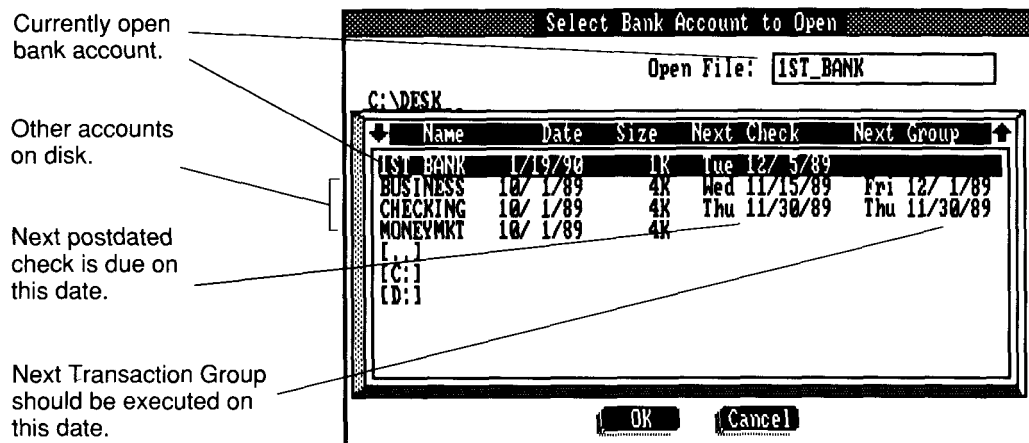 Currently open
bank account.
Other accounts
on disk.
Next postdated
check is due on
this date.
Next Transaction Group
should be executed on
this date.
Select Bank Account to Open
Open File: 1ST_BANK
C:\DESK
Name Date Size Next Check Next Group
1ST_BANK 1/19/90 1K Tue 12/ 5/89
BUSINESS 10/ 1/89 4K Wed 11/15/89 Fri 12/ 1/89
CHECKING 10/ 1/89 4K Thu 11/30/89 Thu 11/30/89
MONEYMKT 10/ 1/89 4K
[..]
[C:]
[D:]
OK Cancel